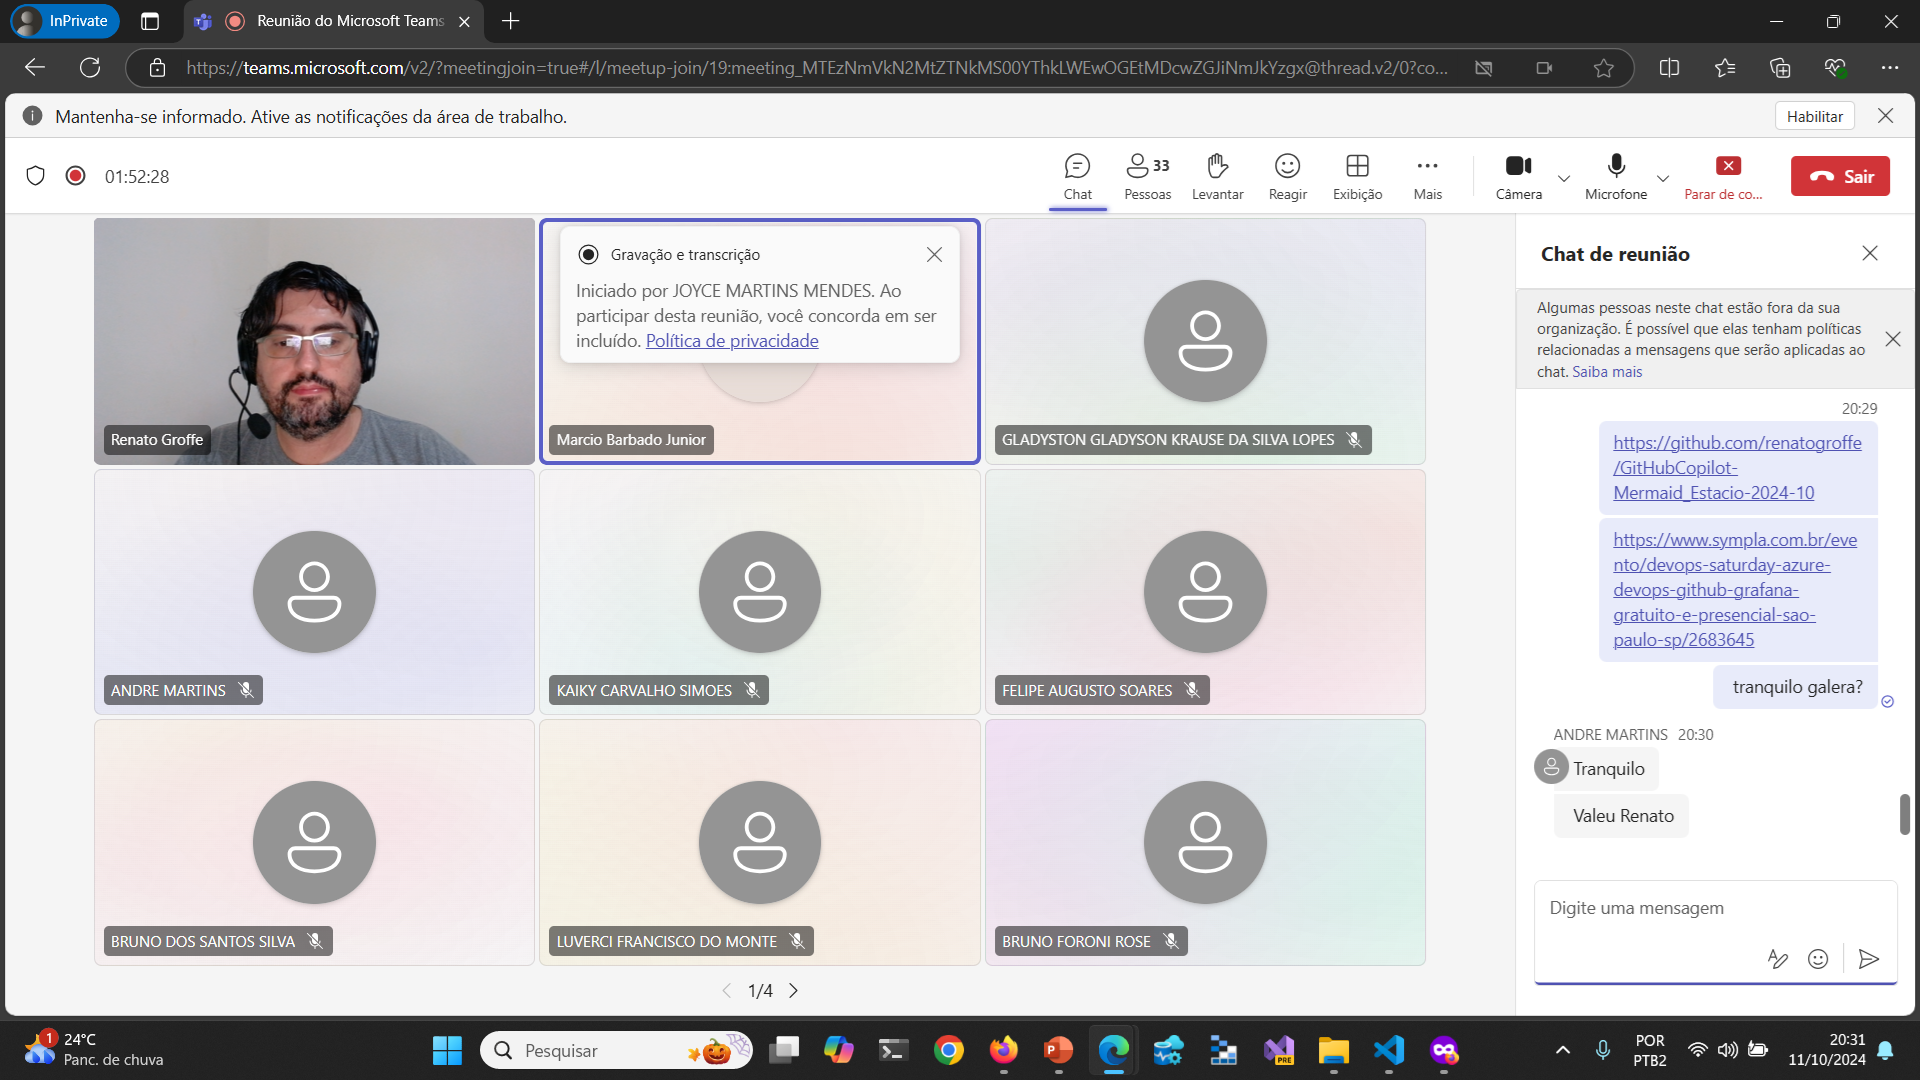 InPrivate
Reunião do Microsoft Teams
https://teams.microsoft.com/v2/?meetingjoin=true#/l/meetup-join/19:meeting_MTEzNmVkN2MtZTNkMS00YThkLWEwOGEtMDcwZGJiNmJkYzgx@thread.v2/0?co...
Mantenha-se informado. Ative as notificações da área de trabalho.
Habilitar
01:52:28
Chat
33
Pessoas
Levantar
Reagir
Exibição
Mais
Câmera
Microfone
Parar de co...
Sair
Gravação e transcrição
Iniciado por JOYCE MARTINS MENDES. Ao
participar desta reunião, você concorda em ser
incluído. Política de privacidade
Renato Groffe
Marcio Barbado Junior
GLADYSTON GLADYSON KRAUSE DA SILVA LOPES
ANDRE MARTINS
KAIKY CARVALHO SIMOES
FELIPE AUGUSTO SOARES
BRUNO DOS SANTOS SILVA
LUVERCI FRANCISCO DO MONTE
BRUNO FORONI ROSE
1/4
Chat de reunião
Algumas pessoas neste chat estão fora da sua
organização. É possível que elas tenham políticas
relacionadas a mensagens que serão aplicadas ao
chat. Saiba mais
20:29
https://github.com/renatogroffe
/GitHubCopilot-
Mermaid_Estacio-2024-10
https://www.sympla.com.br/eve
nto/devops-saturday-azure-
devops-github-grafana-
gratuito-e-presencial-sao-
paulo-sp/2683645
tranquilo galera?
ANDRE MARTINS 20:30
Tranquilo
Valeu Renato
Digite uma mensagem
1
24°C
Panc. de chuva
Pesquisar
PRE
POR
PTB2
20:31
11/10/2024